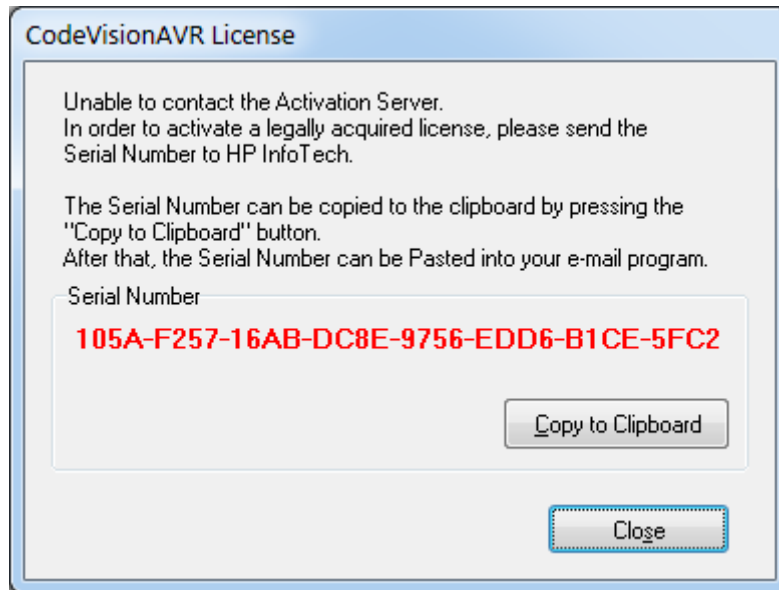 CodeVisionAVR License
Unable to contact the Activation Server.
In order to activate a legally acquired license, please send the
Serial Number to HP InfoTech.
The Serial Number can be copied to the clipboard by pressing the
"Copy to Clipboard" button.
After that, the Serial Number can be Pasted into your e-mail program.
Serial Number
105A-F257-16AB-DC8E-9756-EDD6-B1CE-5FC2
Copy to Clipboard
Close